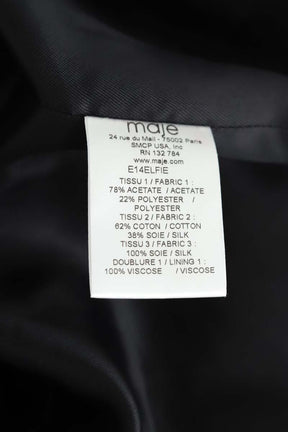 maje
24 rue du Mail - 75002 Paris
SMCP USA, Inc
RN 132 784
www.maje.com
E14ELFIE
TISSU 1 / FABRIC 1 :
78% ACETATE / ACETATE
22% POLYESTER /
POLYESTER
TISSU 2 / FABRIC 2 :
62% COTON / COTTON
38% SOIE / SILK
TISSU 3 / FABRIC 3 :
100% SOIE / SILK
DOUBLURE 1 / LINING 1 :
100% VISCOSE / VISCOSE